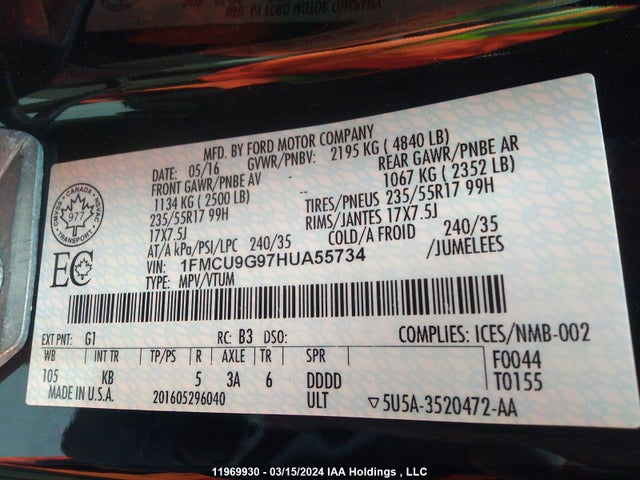 MFD. BY FORD MOTOR COMPANY
DATE: 05/16 GVWR/PNBV: 2195 KG ( 4840 LB)
FRONT GAWR/PNBE AV -- REAR GAWR/PNBE AR
1134 KG ( 2500 LB) 1067 KG ( 2352 LB)
235/55R17 99H TIRES/PNEUS 235/55R17 99H
17X7.5J RIMS/JANTES 17X7.5J
AT/A kPa/PSI/LPC 240/35 COLD/A FROID 240/35
VIN: 1FMCU9G97HUA55734 /JUMELEES
TYPE: MPV/VTUM
CANADA
977
TRANSPORT
EC
EXT PNT: G1 RC: B3 DSO: COMPLIES: ICES/NMB-002
WB INT TR TP/PS R AXLE TR SPR F0044
105 KB 5 3A 6 DDDD T0155
MADE IN U.S.A. 201605296040 ULT ▽5U5A-3520472-AA
11969930 - 03/15/2024 IAA Holdings , LLC